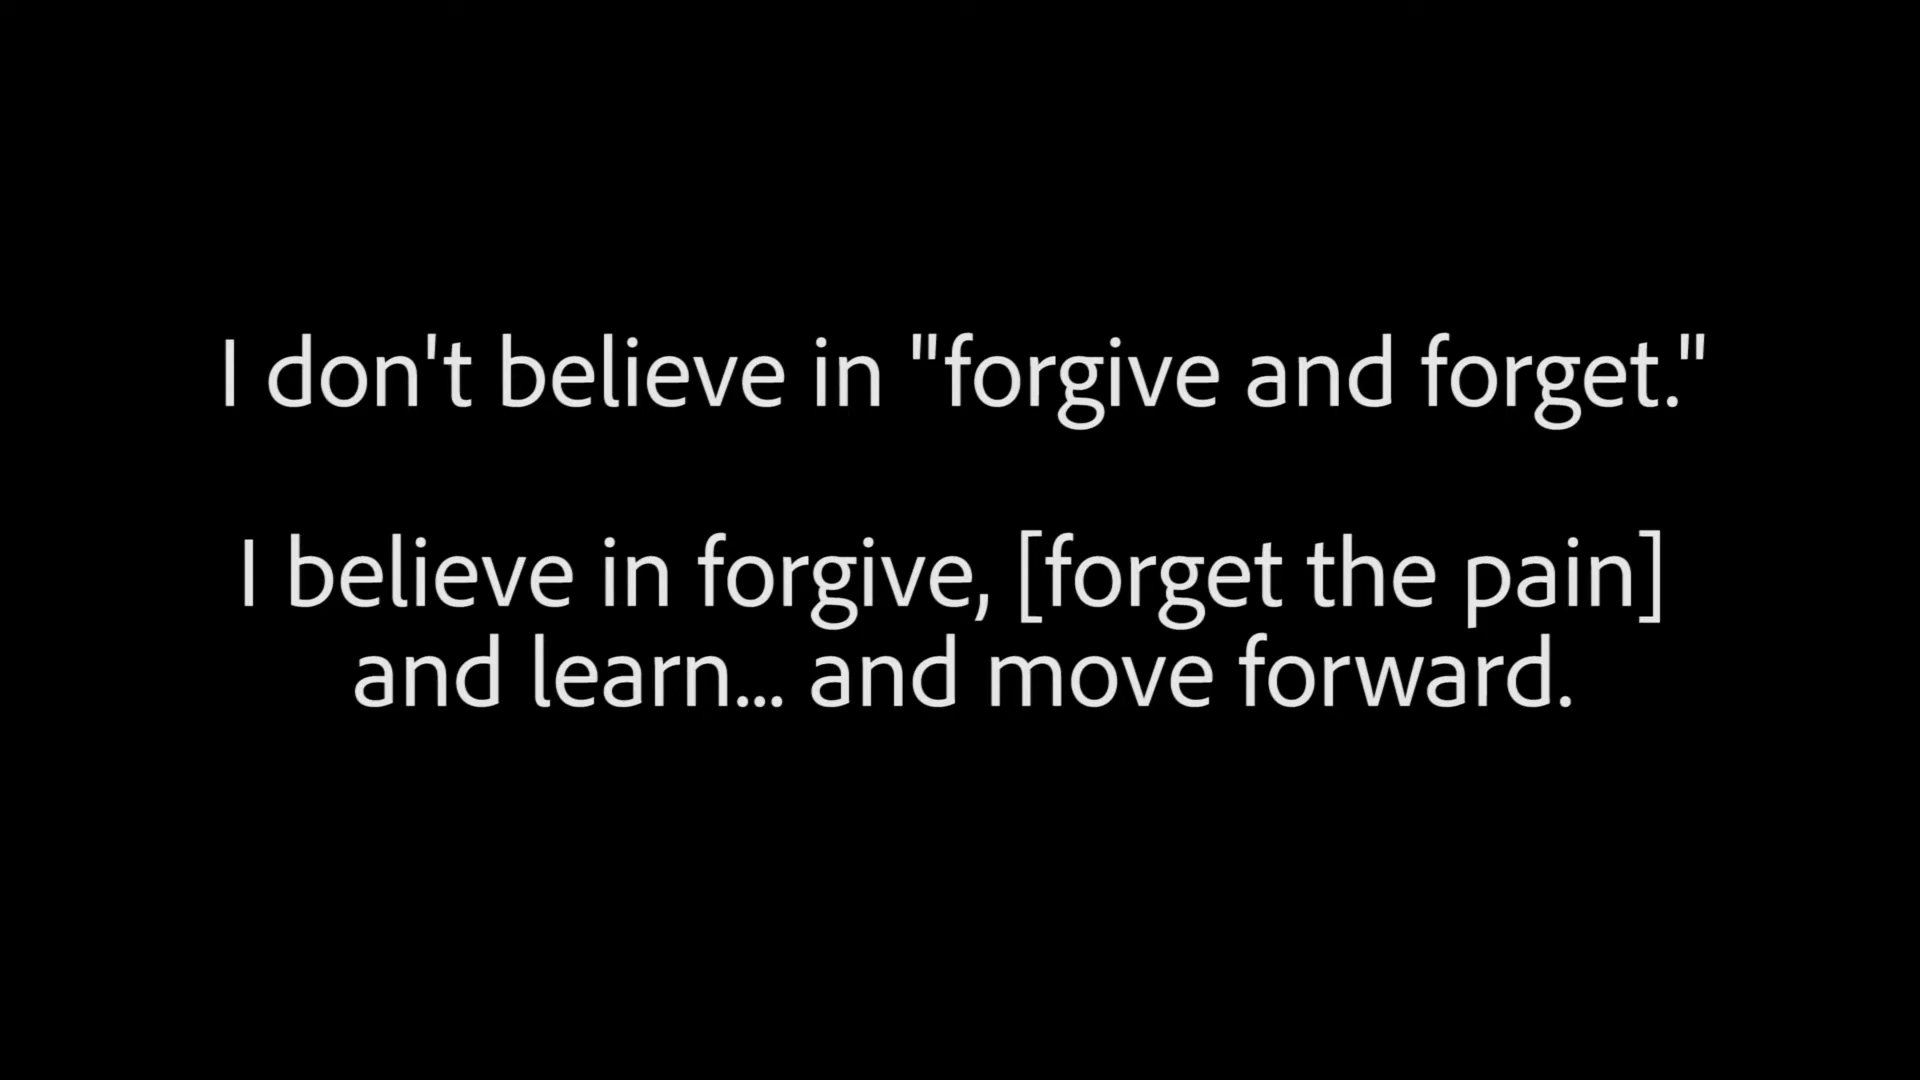 I don't believe in "forgive and forget."
I believe in forgive, [forget the pain]
and learn... and move forward.